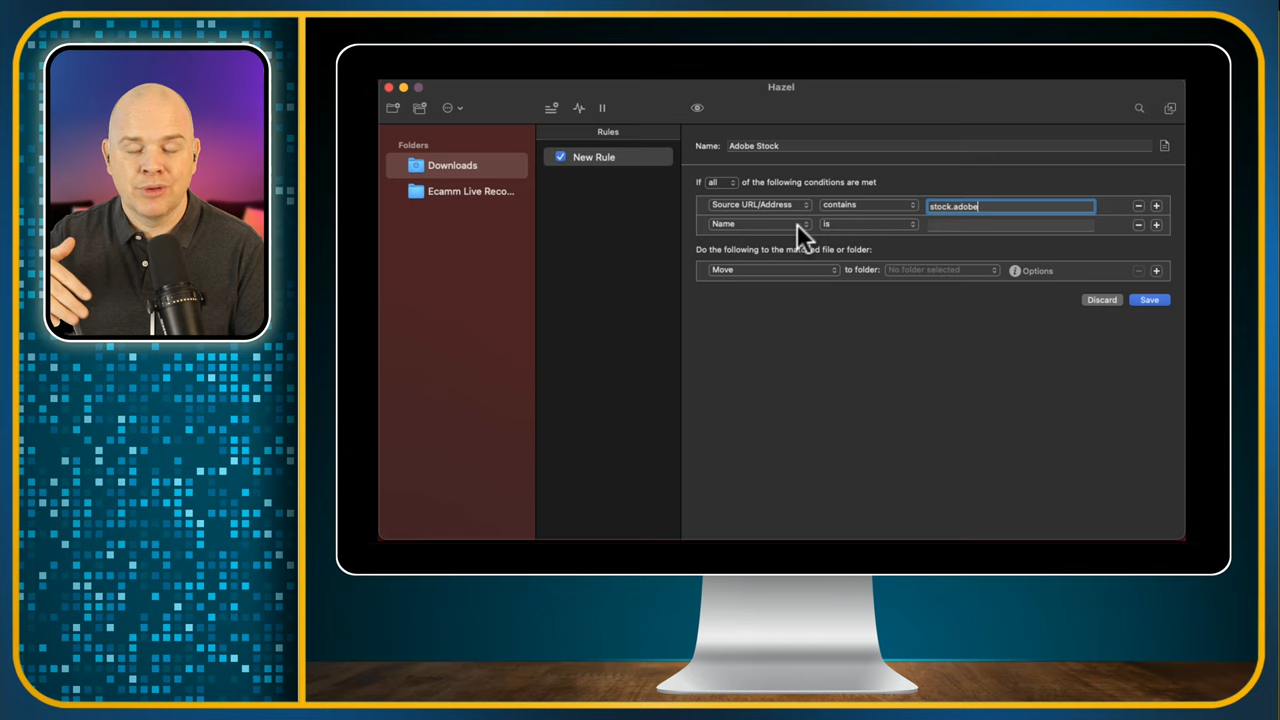 Hazel
Folders
Downloads
Ecamm Live Reco...
Rules
New Rule
Name: Adobe Stock
If all of the following conditions are met
Source URL/Address contains stock.adobe
Name is
Do the following to the matched file or folder:
Move to folder: No folder selected Options
Discard Save